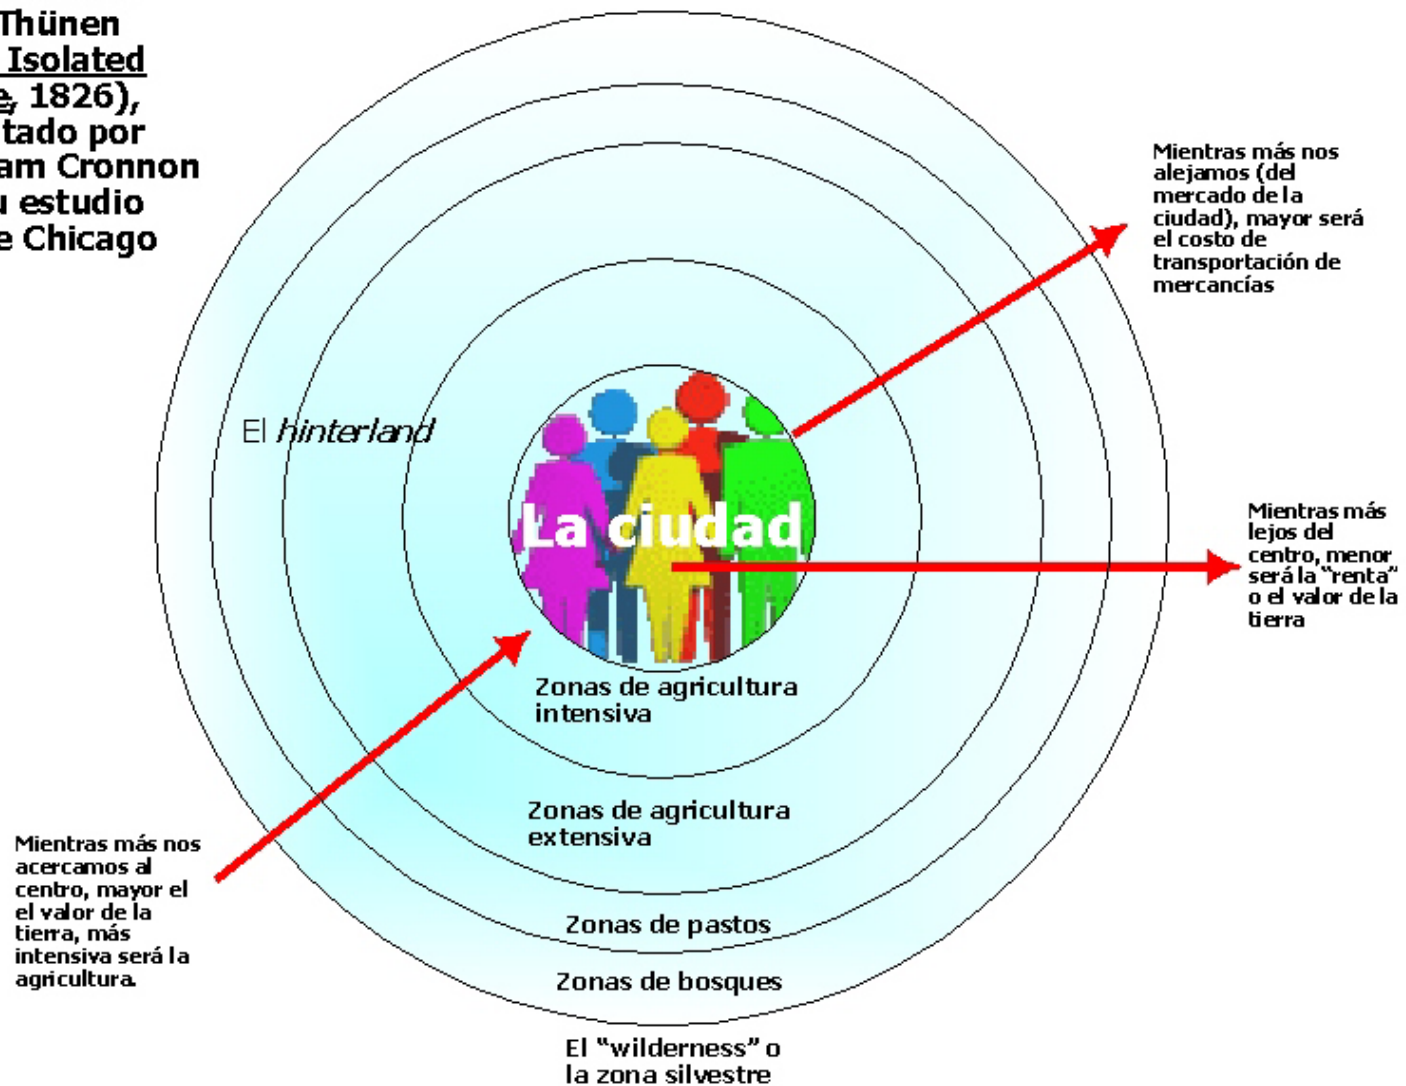 Thünen
Isolated
1826),
tado por
am Cronnon
u estudio
e Chicago
Mientras más nos
alejamos (del
mercado de la
ciudad), mayor será
el costo de
transportación de
mercancías
El hinterland
La ciudad
Mientras más
lejos del
centro, menor
será la "renta"
o el valor de la
tierra
Zonas de agricultura
intensiva
Zonas de agricultura
extensiva
Mientras más nos
acercamos al
centro, mayor el
el valor de la
tierra, más
intensiva será la
agricultura.
Zonas de pastos
Zonas de bosques
El "wilderness" o
la zona silvestre